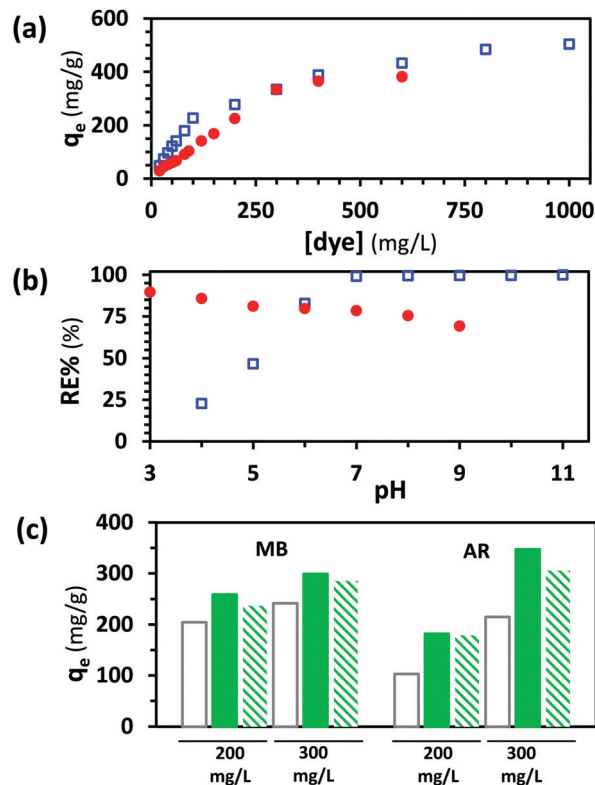 (a)
600
400
200
0
qe (mg/g)
0 250 500 750 1000
[dye] (mg/L)
(b)
100
75
50
25
0
RE% (%)
3 5 7 9 11
pH
(c)
400
300
200
100
0
qe (mg/g)
MB AR
200 300 200 300
mg/L mg/L mg/L mg/L